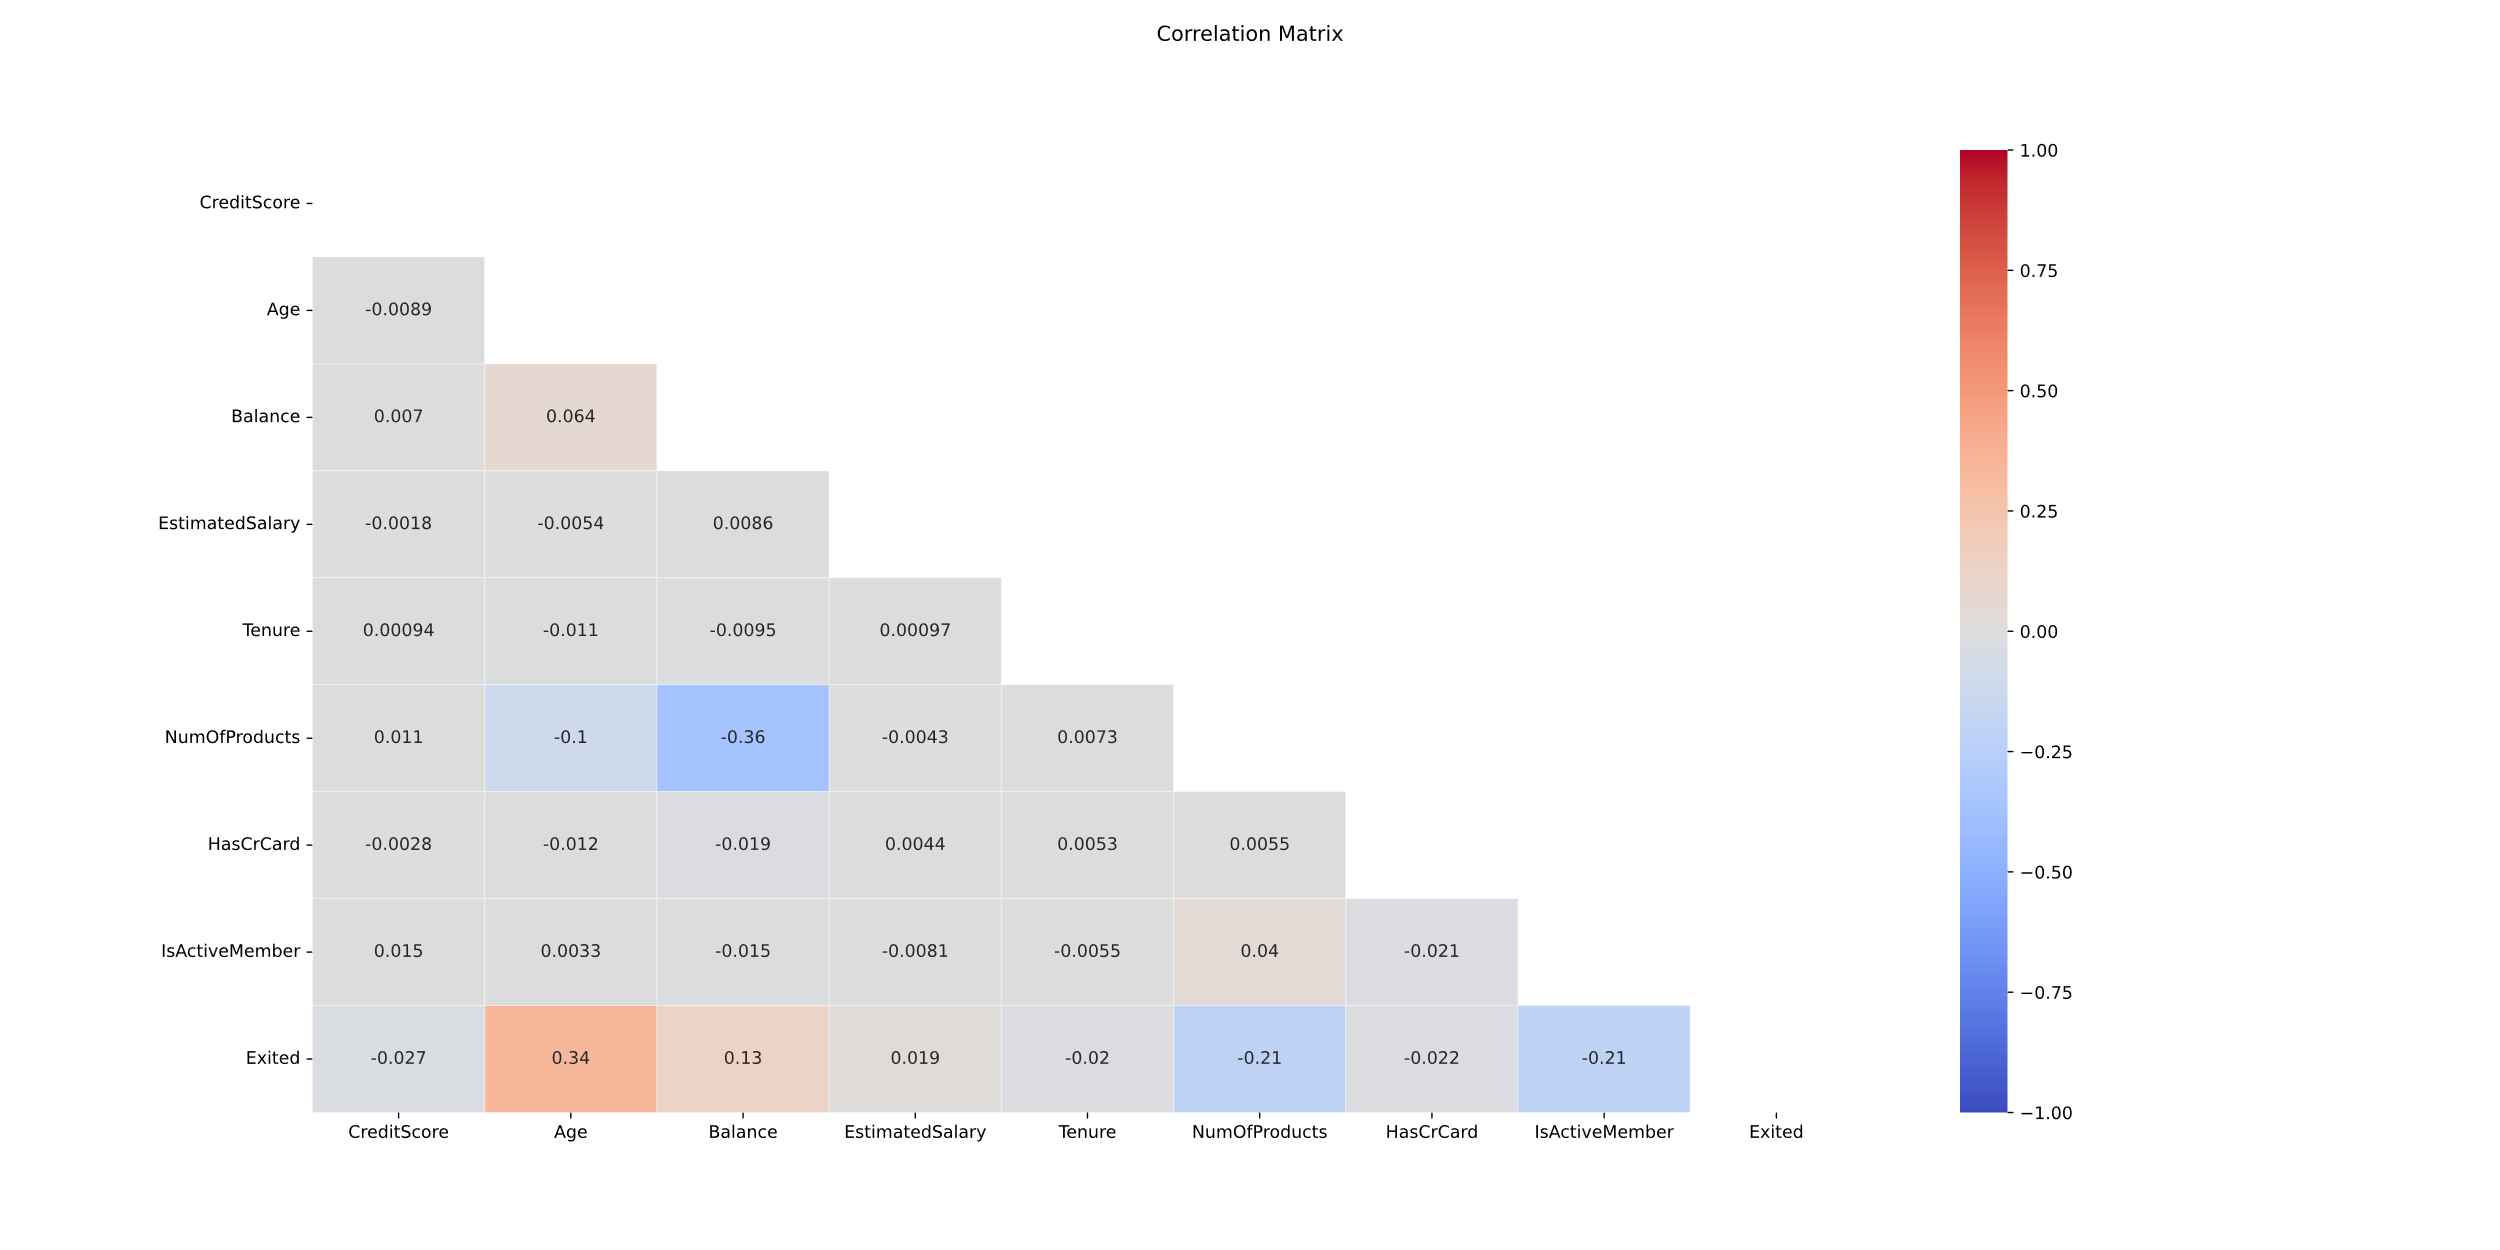 Correlation Matrix
CreditScore
Age -0.0089
Balance 0.007 0.064
EstimatedSalary -0.0018 -0.0054 0.0086
Tenure 0.00094 -0.011 -0.0095 0.00097
NumOfProducts 0.011 -0.1 -0.36 -0.0043 0.0073
HasCrCard -0.0028 -0.012 -0.019 0.0044 0.0053 0.0055
IsActiveMember 0.015 0.0033 -0.015 -0.0081 -0.0055 0.04 -0.021
Exited -0.027 0.34 0.13 0.019 -0.02 -0.21 -0.022 -0.21
CreditScore Age Balance EstimatedSalary Tenure NumOfProducts HasCrCard IsActiveMember Exited
1.00
0.75
0.50
0.25
0.00
−0.25
−0.50
−0.75
−1.00